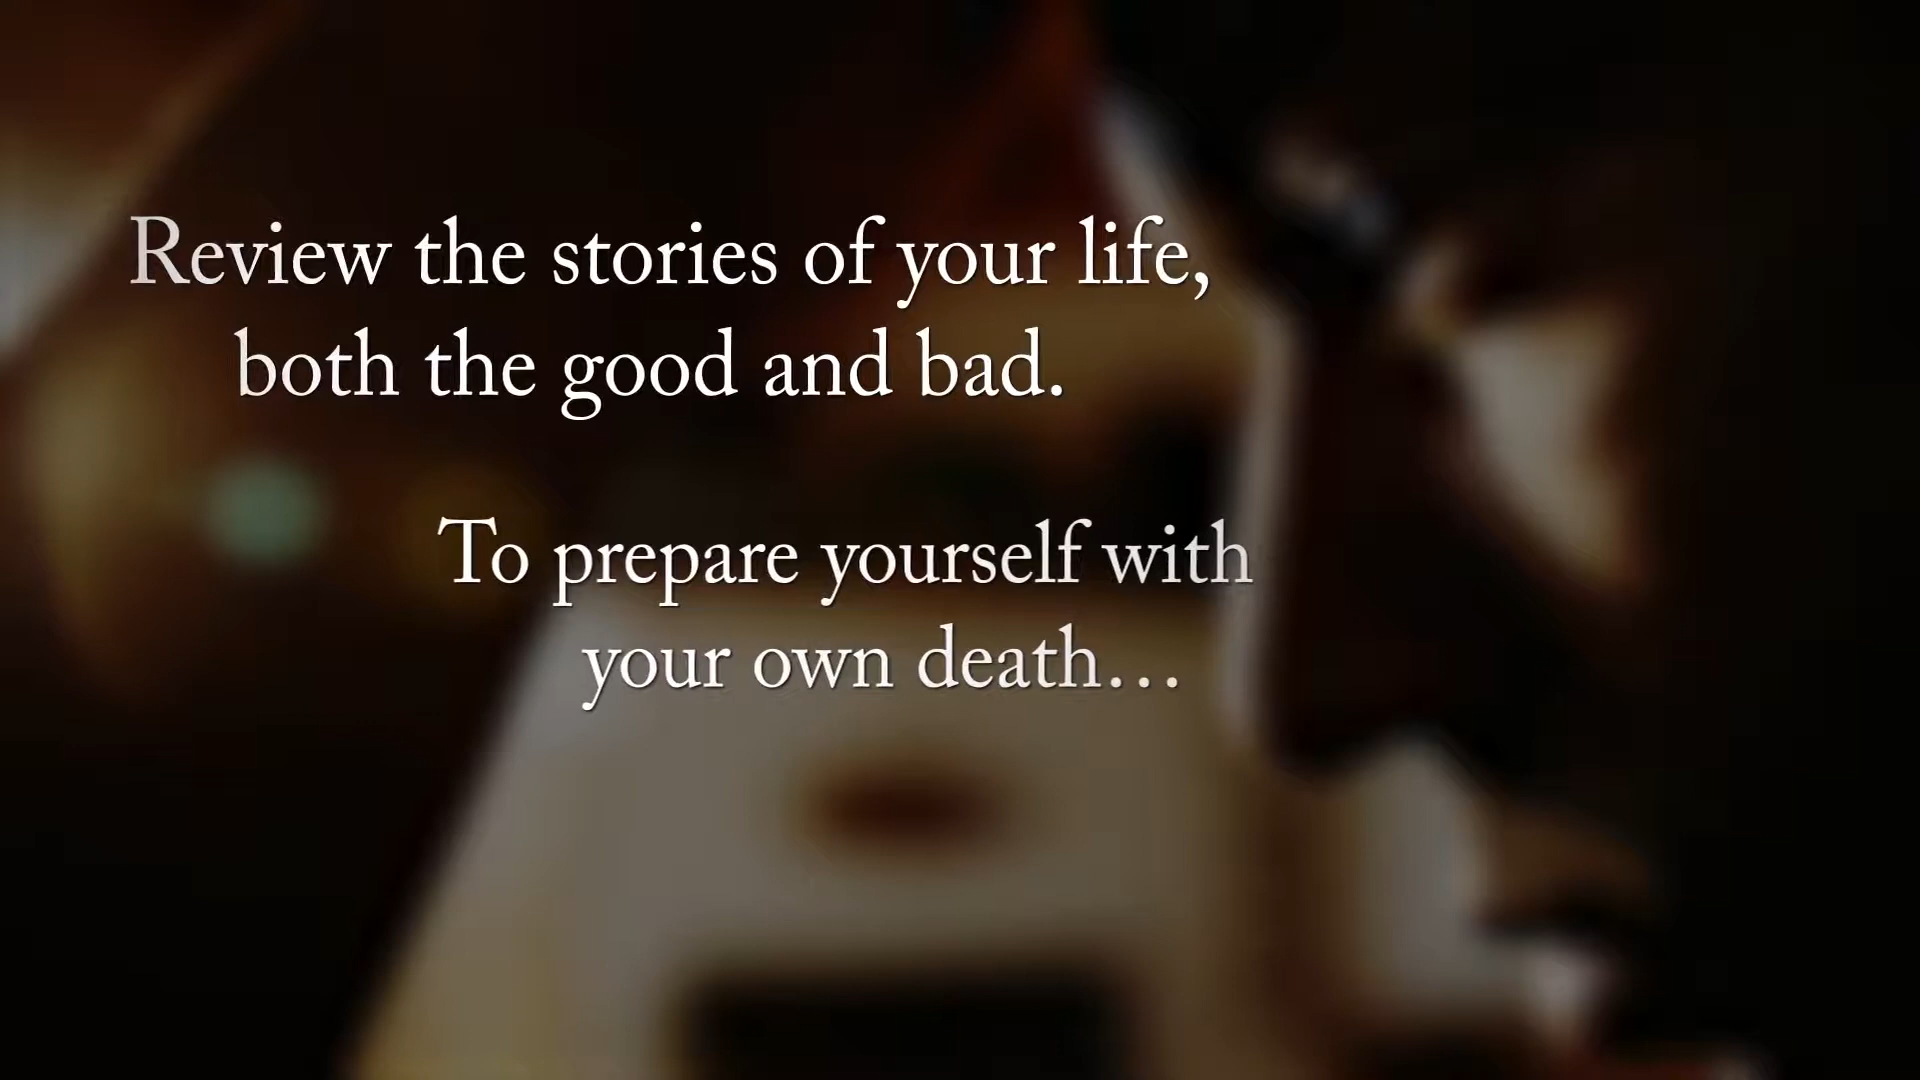 Review the stories of your life,
both the good and bad.
To prepare yourself with
your own death…